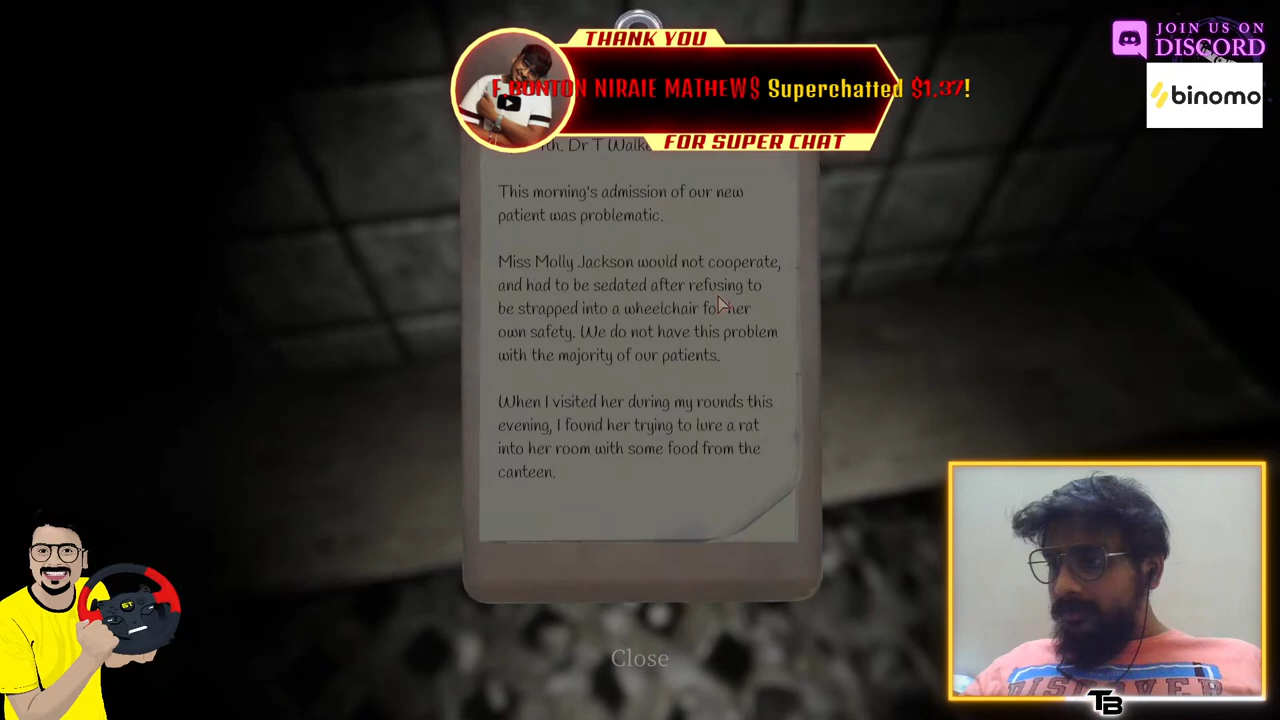 THANK YOU
F BONTON NIRAIE MATHEWS Superchatted $1.37!
FOR SUPER CHAT
JOIN US ON
DISCORD
binomo
Dr T
This morning's admission of our new
patient was problematic.
Miss Molly Jackson would not cooperate,
and had to be sedated after refusing to
be strapped into a wheelchair for her
own safety. We do not have this problem
with the majority of our patients.
When I visited her during my rounds this
evening, I found her trying to lure a rat
into her room with some food from the
canteen.
Close
TB